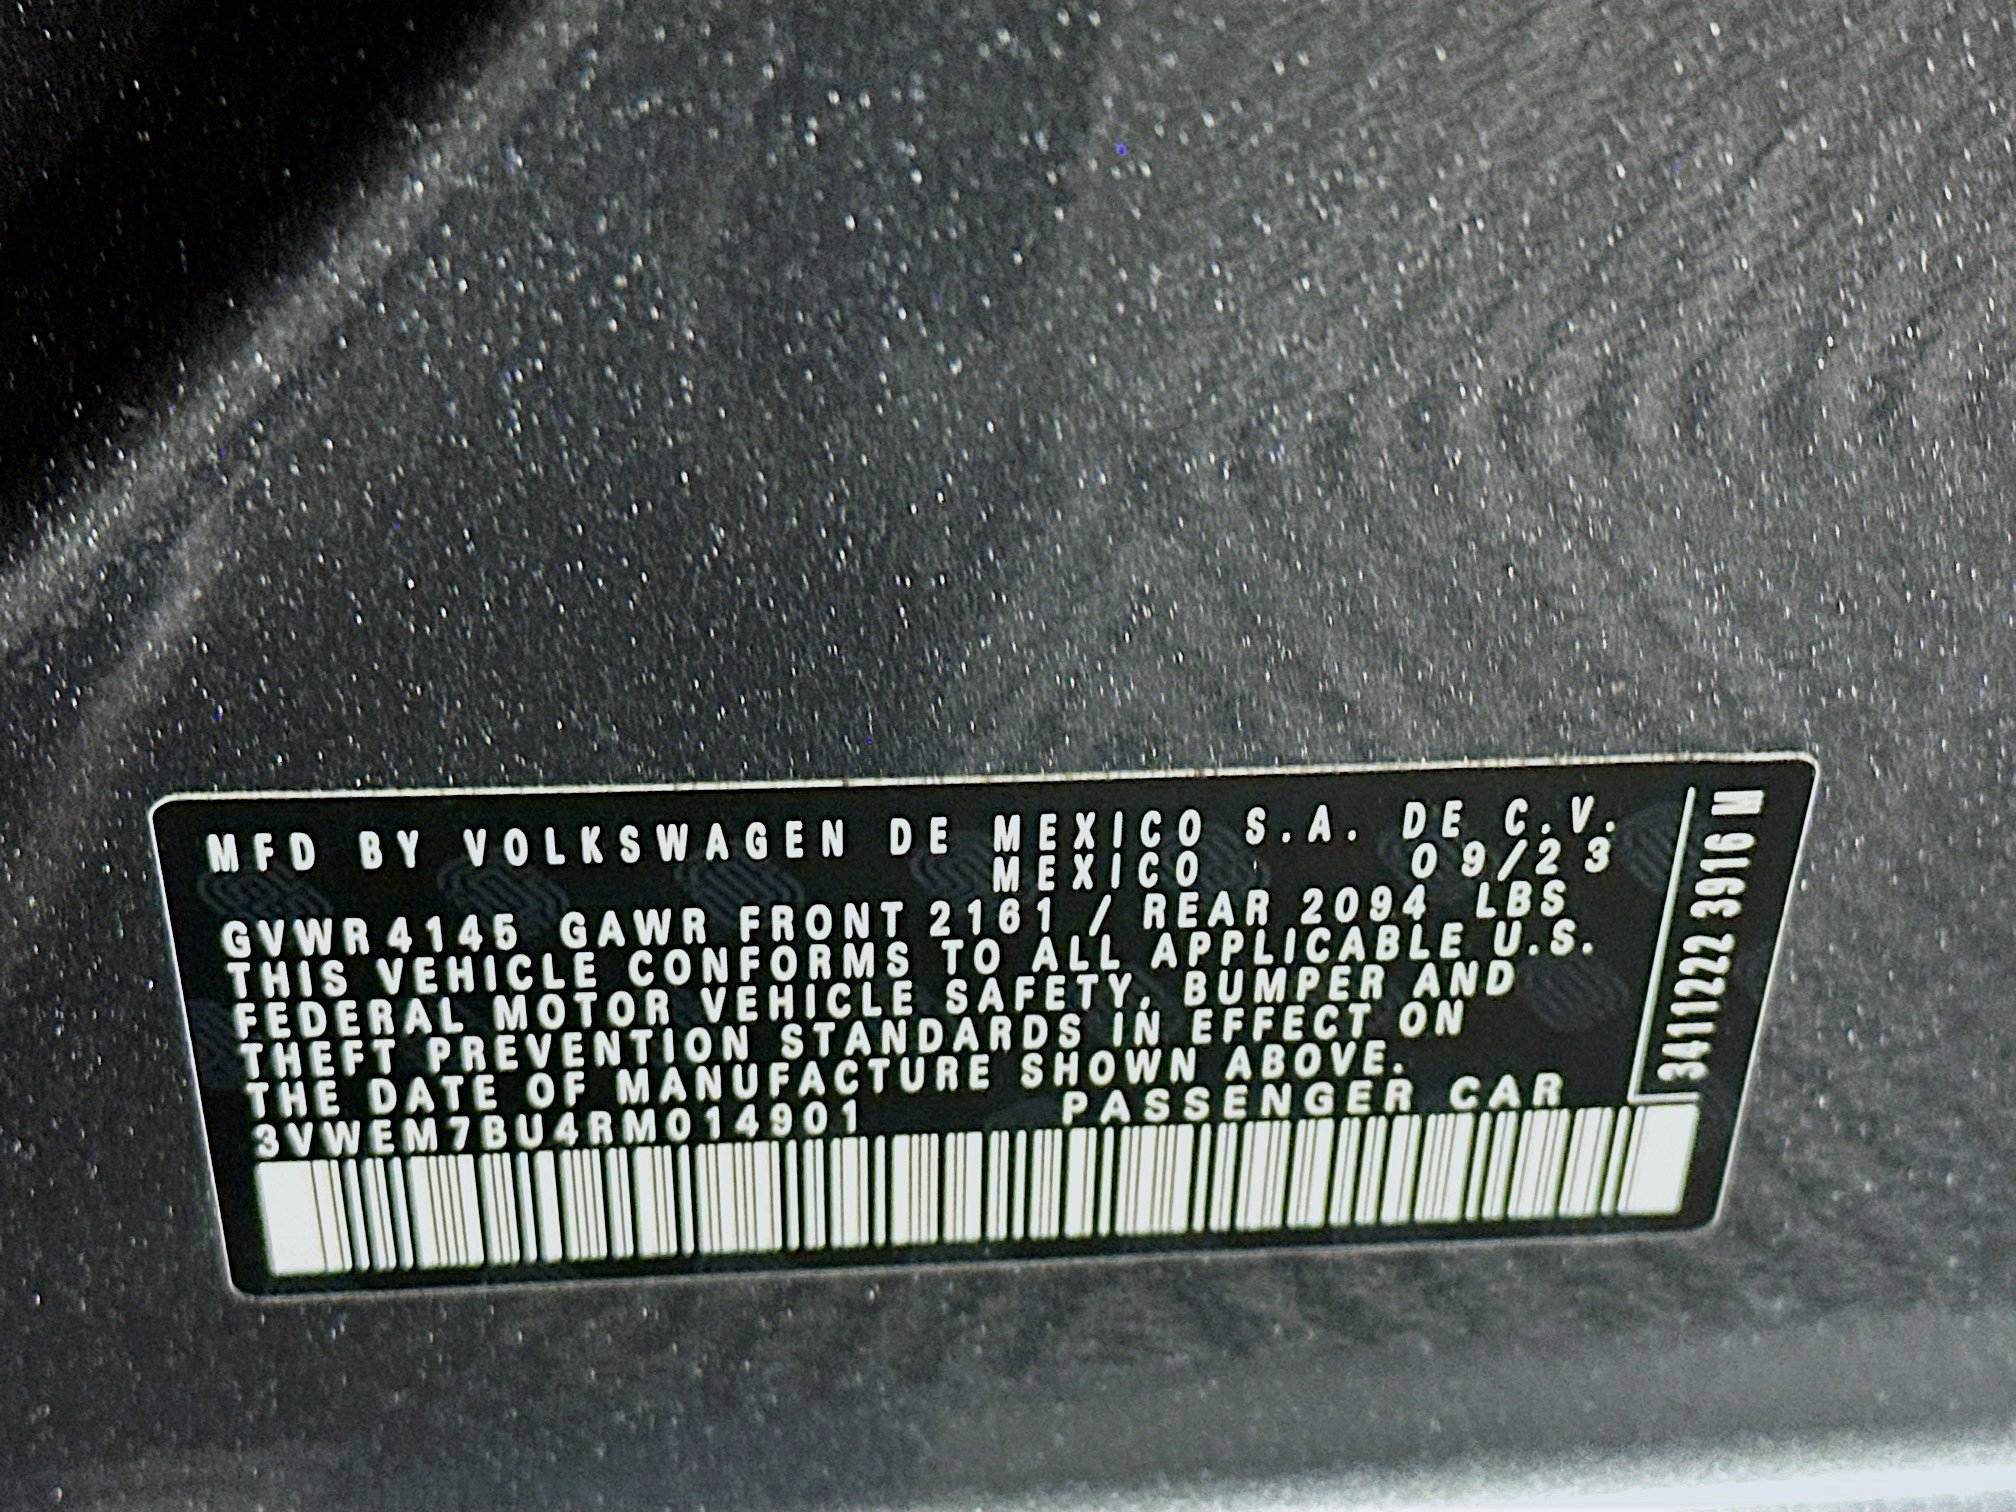 MFD BY VOLKSWAGEN DE MEXICO S.A. DE C.V.
MEXICO 09/23
GVWR 4145 GAWR FRONT 2161 / REAR 2094 LBS
THIS VEHICLE CONFORMS TO ALL APPLICABLE U.S.
FEDERAL MOTOR VEHICLE SAFETY, BUMPER AND
THEFT PREVENTION STANDARDS IN EFFECT ON
THE DATE OF MANUFACTURE SHOWN ABOVE.
3VWEM7BU4RM014901 PASSENGER CAR
3411222 3916 M